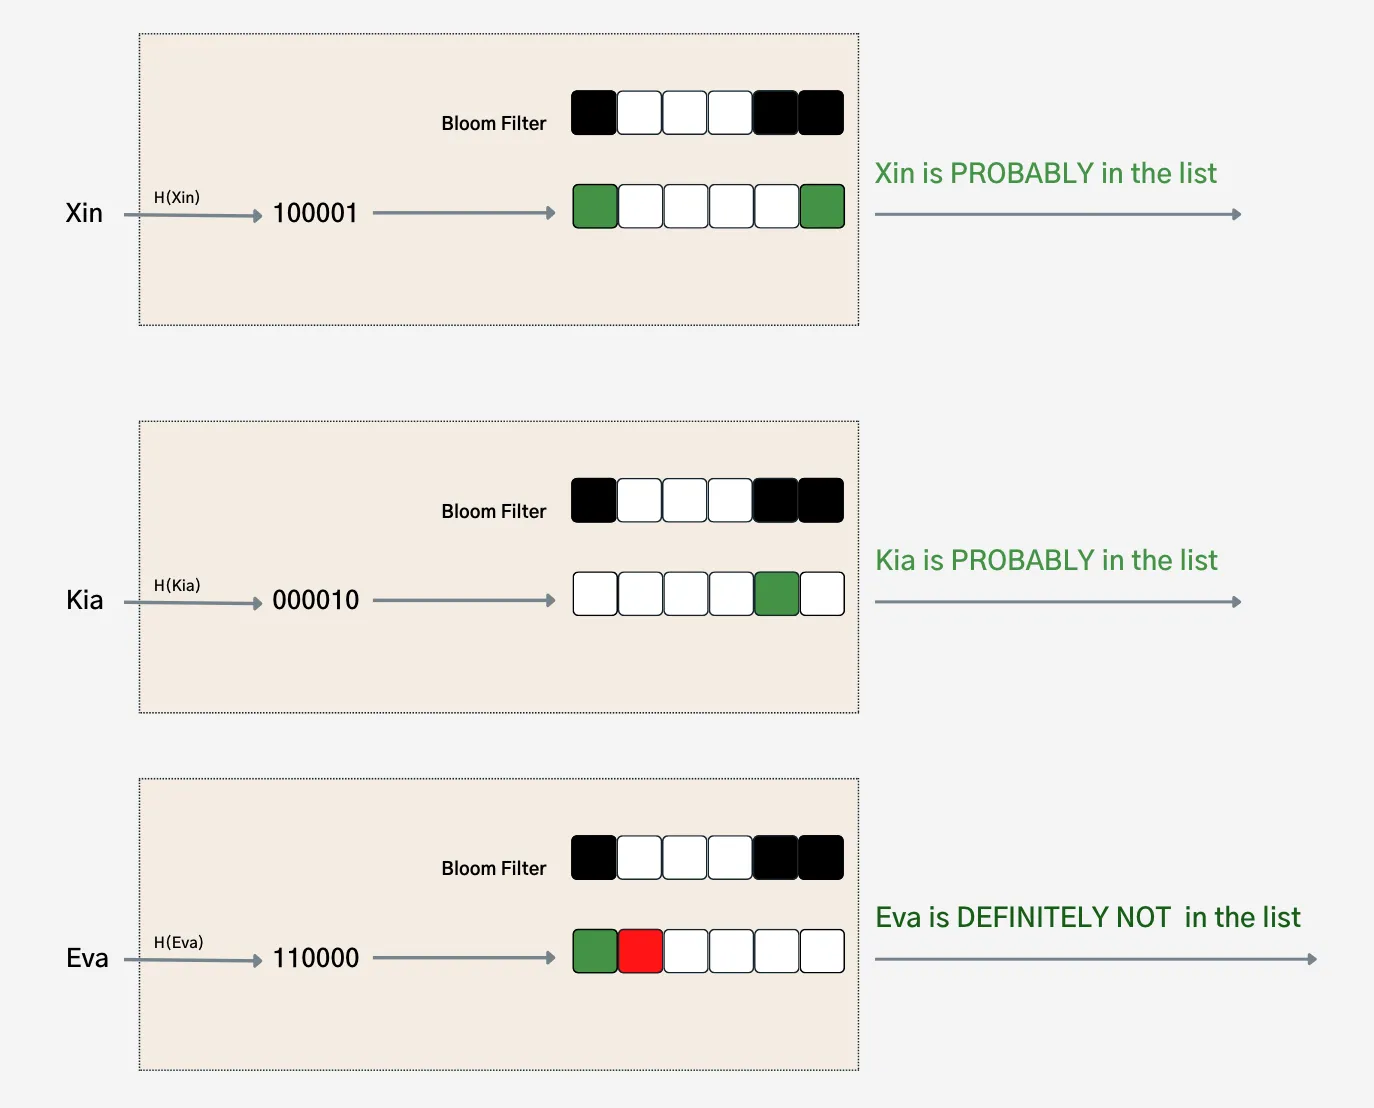 Bloom Filter
Xin is PROBABLY in the list
H(Xin)
Xin
100001
Bloom Filter
Kia is PROBABLY in the list
H(Kia)
Kia
000010
Bloom Filter
Eva is DEFINITELY NOT in the list
H(Eva)
Eva
110000